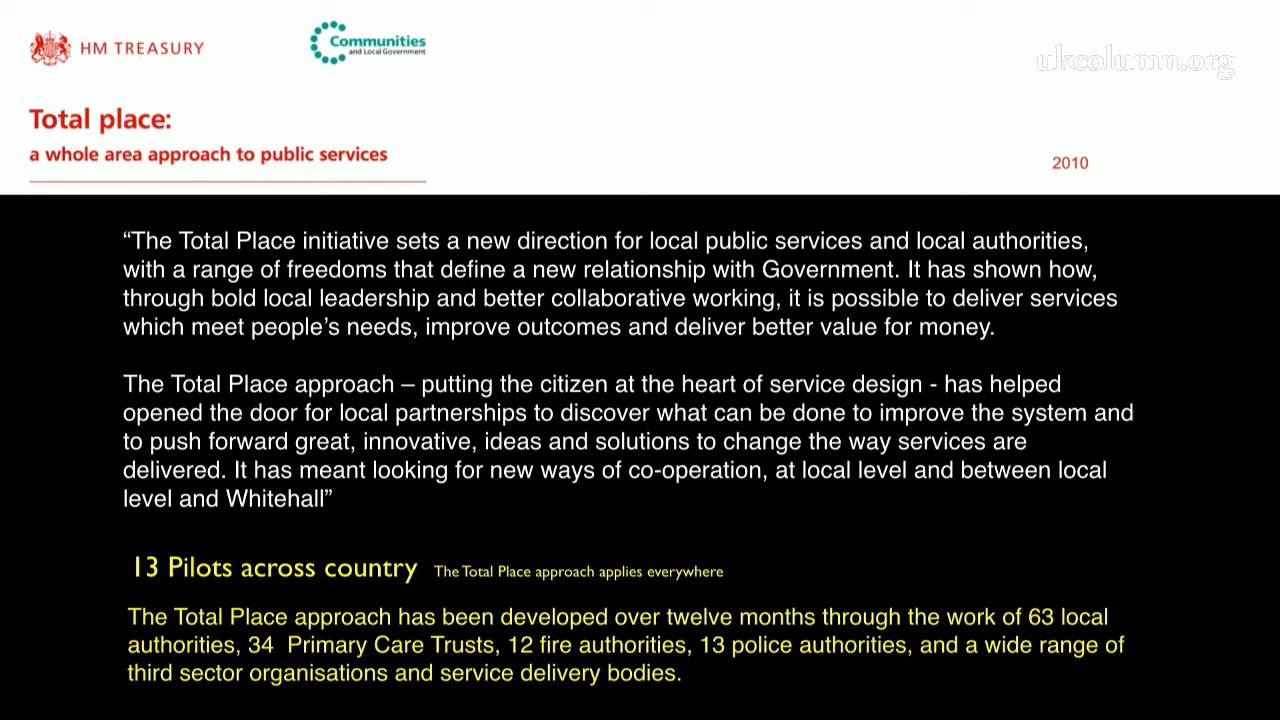 HM TREASURY
Communities
and Local Government
ukcolumn.org
Total place:
a whole area approach to public services
2010
“The Total Place initiative sets a new direction for local public services and local authorities,
with a range of freedoms that define a new relationship with Government. It has shown how,
through bold local leadership and better collaborative working, it is possible to deliver services
which meet people’s needs, improve outcomes and deliver better value for money.
The Total Place approach – putting the citizen at the heart of service design - has helped
opened the door for local partnerships to discover what can be done to improve the system and
to push forward great, innovative, ideas and solutions to change the way services are
delivered. It has meant looking for new ways of co-operation, at local level and between local
level and Whitehall”
13 Pilots across country The Total Place approach applies everywhere
The Total Place approach has been developed over twelve months through the work of 63 local
authorities, 34 Primary Care Trusts, 12 fire authorities, 13 police authorities, and a wide range of
third sector organisations and service delivery bodies.